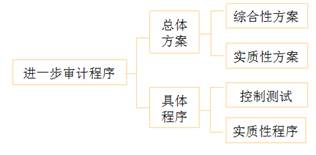 进一步审计程序
总体
方案
综合性方案
实质性方案
具体
程序
控制测试
实质性程序